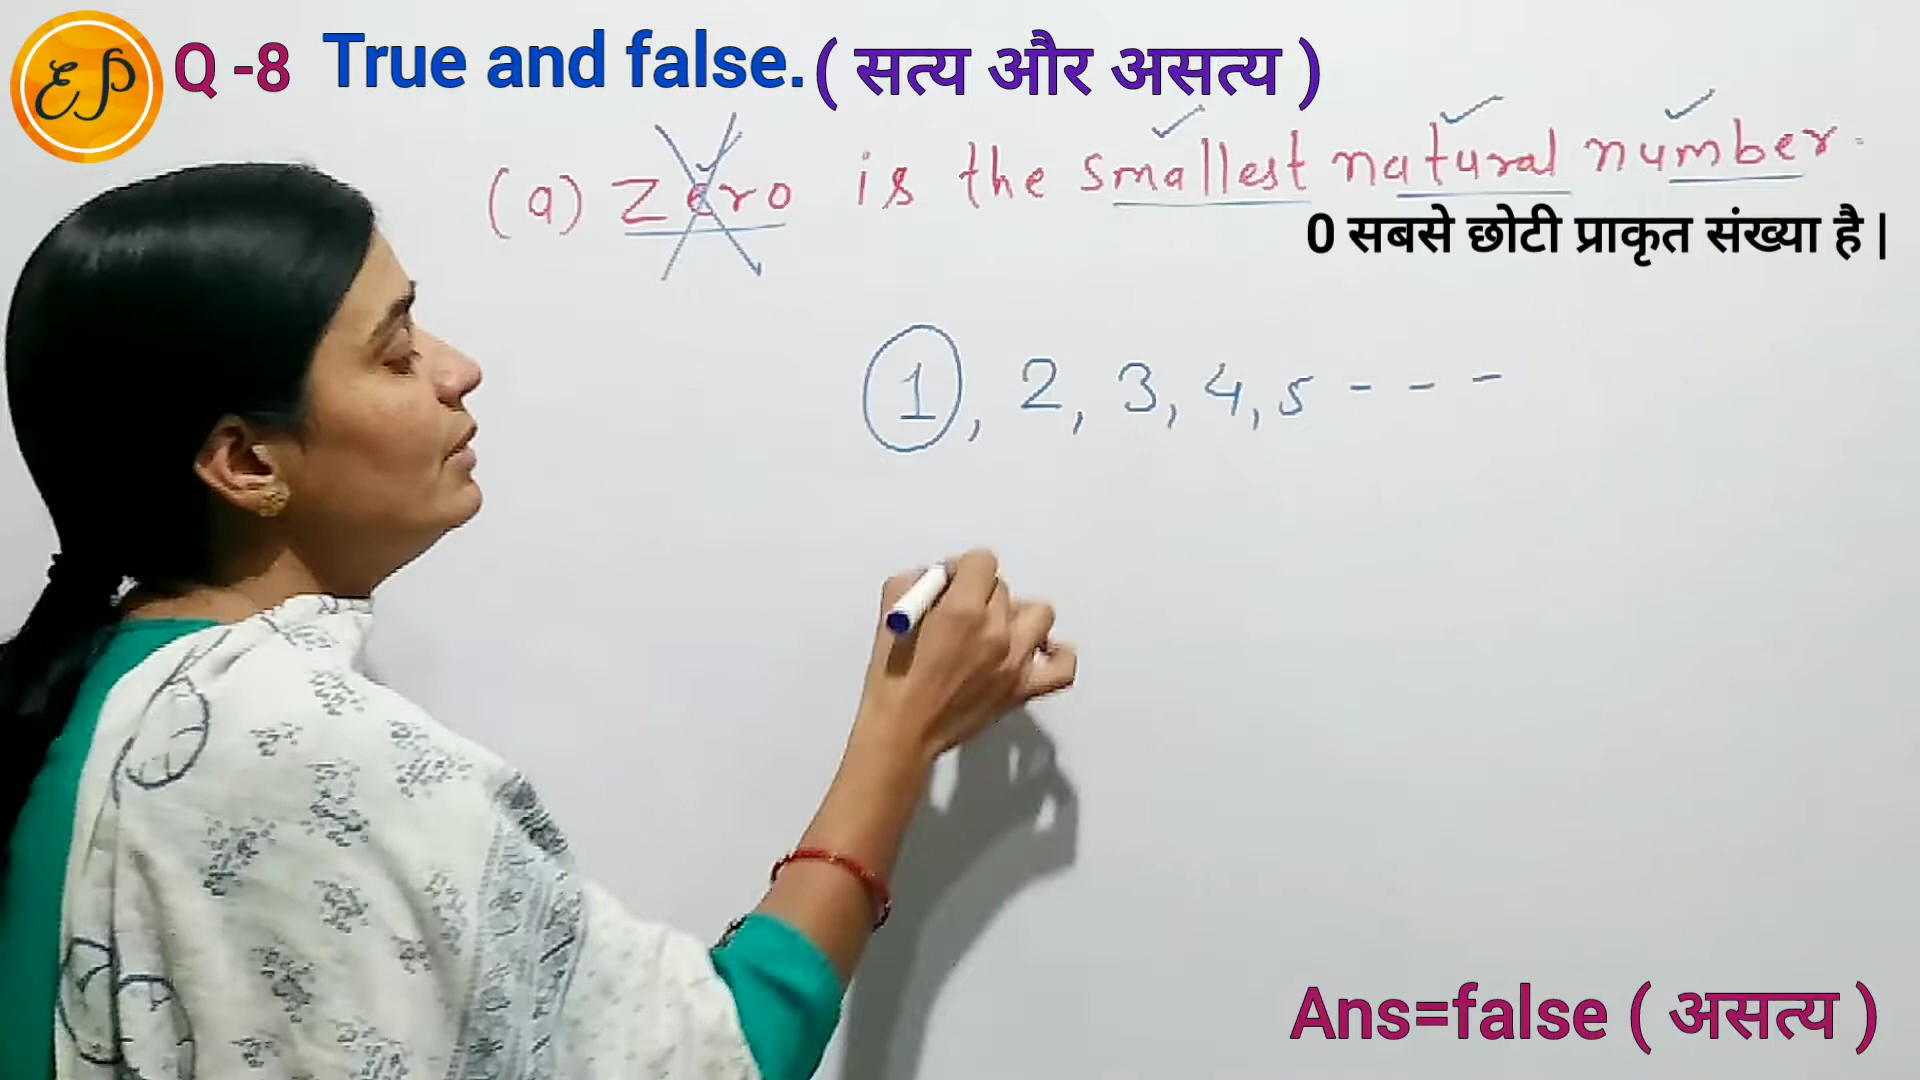 EP
Q -8 True and false. ( सत्य और असत्य )
(a) Zero is the smallest natural number.
0 सबसे छोटी प्राकृत संख्या है |
1, 2, 3, 4, 5 - - -
Ans=false ( असत्य )